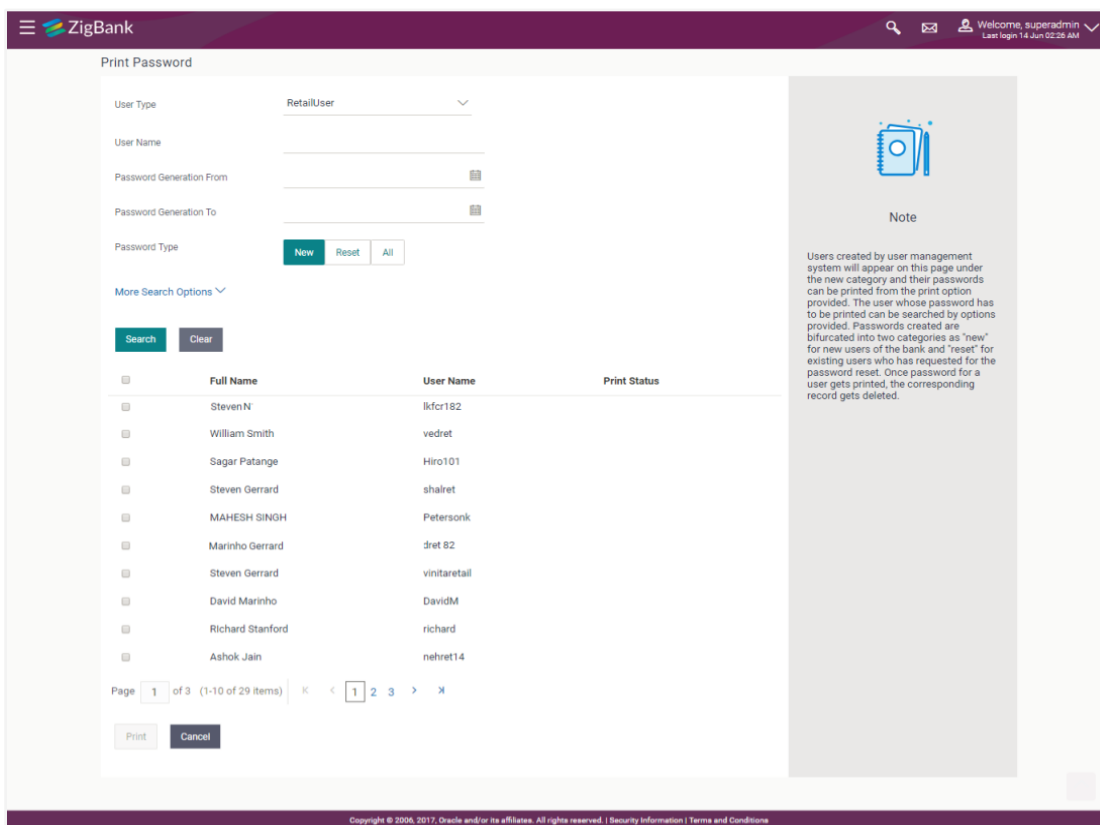 ZigBank
Welcome, superadmin
Last login 14 Jun 02:26 AM
Print Password
User Type RetailUser
User Name
Password Generation From
Password Generation To
Password Type New Reset All
More Search Options
Search Clear
Full Name User Name Print Status
Steven N lkfcr182
William Smith vedret
Sagar Patange Hiro101
Steven Gerrard shalret
MAHESH SINGH Petersonk
Marinho Gerrard dret 82
Steven Gerrard vinitaretail
David Marinho DavidM
RIchard Stanford richard
Ashok Jain nehret14
Page 1 of 3 (1-10 of 29 items) K < 1 2 3 > >|
Print Cancel
Note
Users created by user management
system will appear on this page under
the new category and their passwords
can be printed from the print option
provided. The user whose password has
to be printed can be searched by options
provided. Passwords created are
bifurcated into two categories as "new"
for new users of the bank and "reset" for
existing users who has requested for the
password reset. Once password for a
user gets printed, the corresponding
record gets deleted.
Copyright © 2006, 2017, Oracle and/or its affiliates. All rights reserved. | Security Information | Terms and Conditions